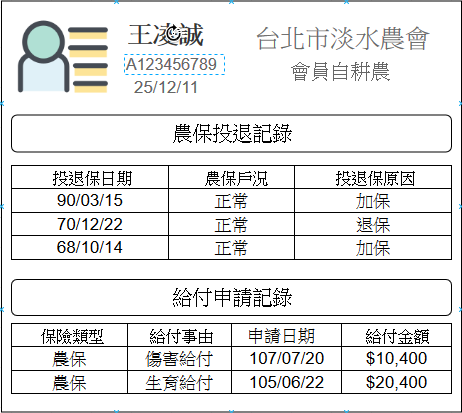 王凌誠
台北市淡水農會
A123456789
會員自耕農
25/12/11
農保投退記錄
投退保日期 農保戶況 投退保原因
90/03/15 正常 加保
70/12/22 正常 退保
68/10/14 正常 加保
給付申請記錄
保險類型 給付事由 申請日期 給付金額
農保 傷害給付 107/07/20 $10,400
農保 生育給付 105/06/22 $20,400